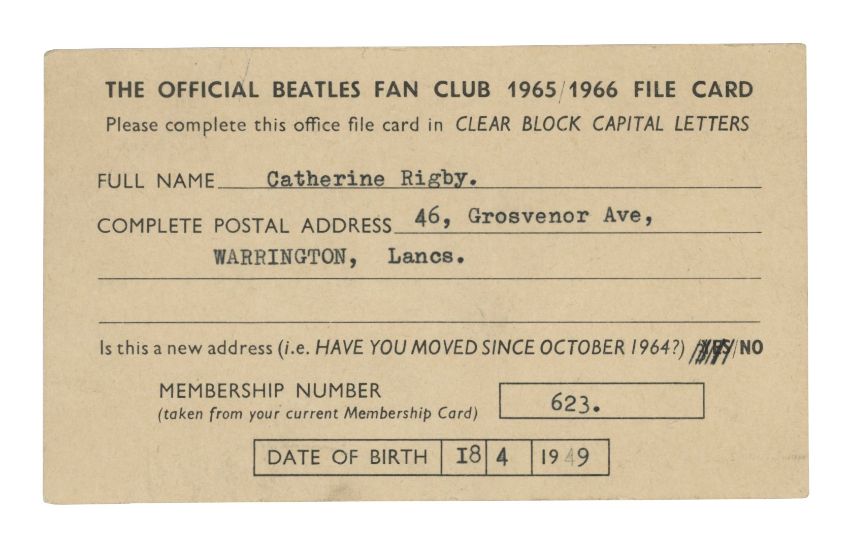 THE OFFICIAL BEATLES FAN CLUB 1965/1966 FILE CARD
Please complete this office file card in CLEAR BLOCK CAPITAL LETTERS
FULL NAME Catherine Rigby.
COMPLETE POSTAL ADDRESS 46, Grosvenor Ave,
WARRINGTON, Lancs.
Is this a new address (i.e. HAVE YOU MOVED SINCE OCTOBER 1964?) YES/NO
MEMBERSHIP NUMBER 623.
(taken from your current Membership Card)
DATE OF BIRTH 18 4 1949